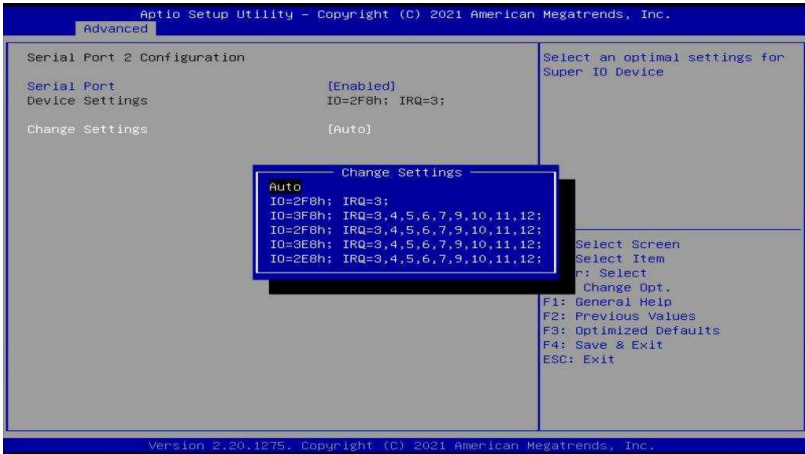 Aptio Setup Utility – Copyright (C) 2021 American Megatrends, Inc.
Advanced
Serial Port 2 Configuration
Serial Port [Enabled]
Device Settings IO=2F8h; IRQ=3;
Change Settings [Auto]
Select an optimal settings for
Super IO Device
Change Settings
Auto
IO=2F8h; IRQ=3;
IO=3F8h; IRQ=3,4,5,6,7,9,10,11,12;
IO=2F8h; IRQ=3,4,5,6,7,9,10,11,12;
IO=3E8h; IRQ=3,4,5,6,7,9,10,11,12;
IO=2E8h; IRQ=3,4,5,6,7,9,10,11,12;
Select Screen
Select Item
r: Select
Change Opt.
F1: General Help
F2: Previous Values
F3: Optimized Defaults
F4: Save & Exit
ESC: Exit
Version 2.20.1275. Copyright (C) 2021 American Megatrends, Inc.